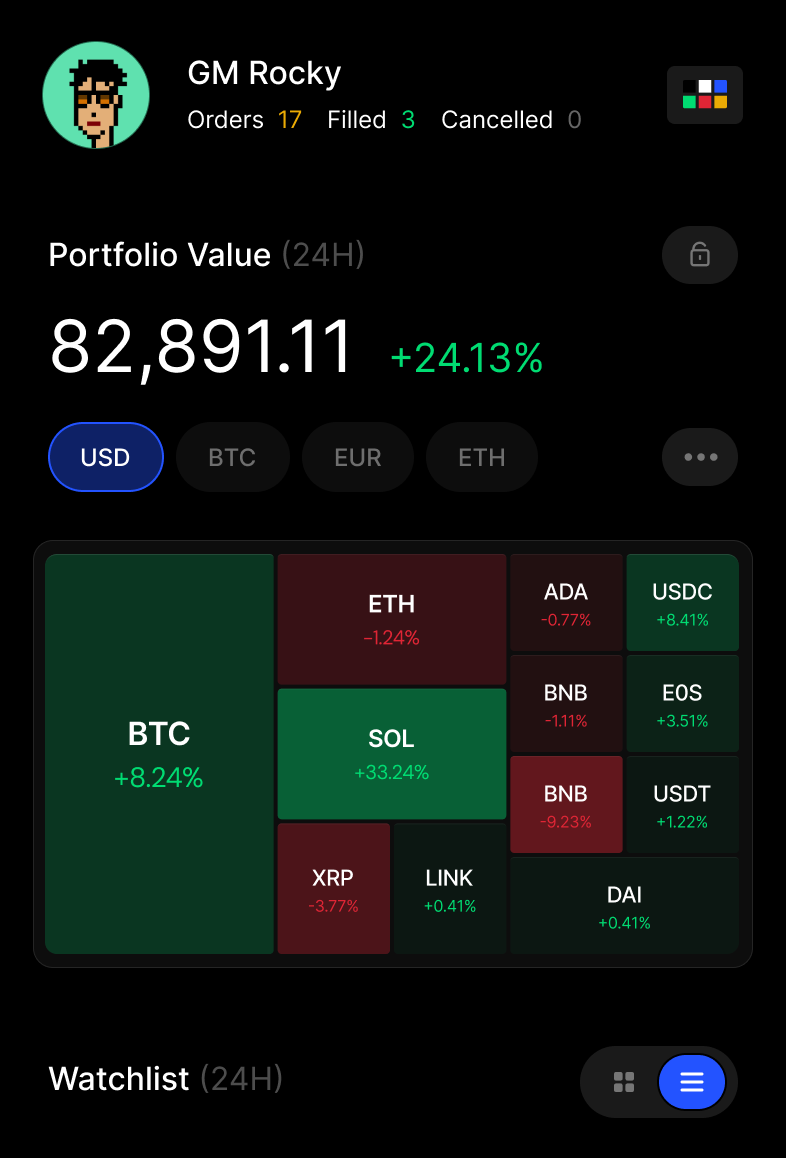 GM Rocky
Orders 17 Filled 3 Cancelled 0
Portfolio Value (24H)
82,891.11 +24.13%
USD BTC EUR ETH
BTC
+8.24%
ETH
-1.24%
SOL
+33.24%
XRP
-3.77%
LINK
+0.41%
ADA
-0.77%
USDC
+8.41%
BNB
-1.11%
E0S
+3.51%
BNB
-9.23%
USDT
+1.22%
DAI
+0.41%
Watchlist (24H)